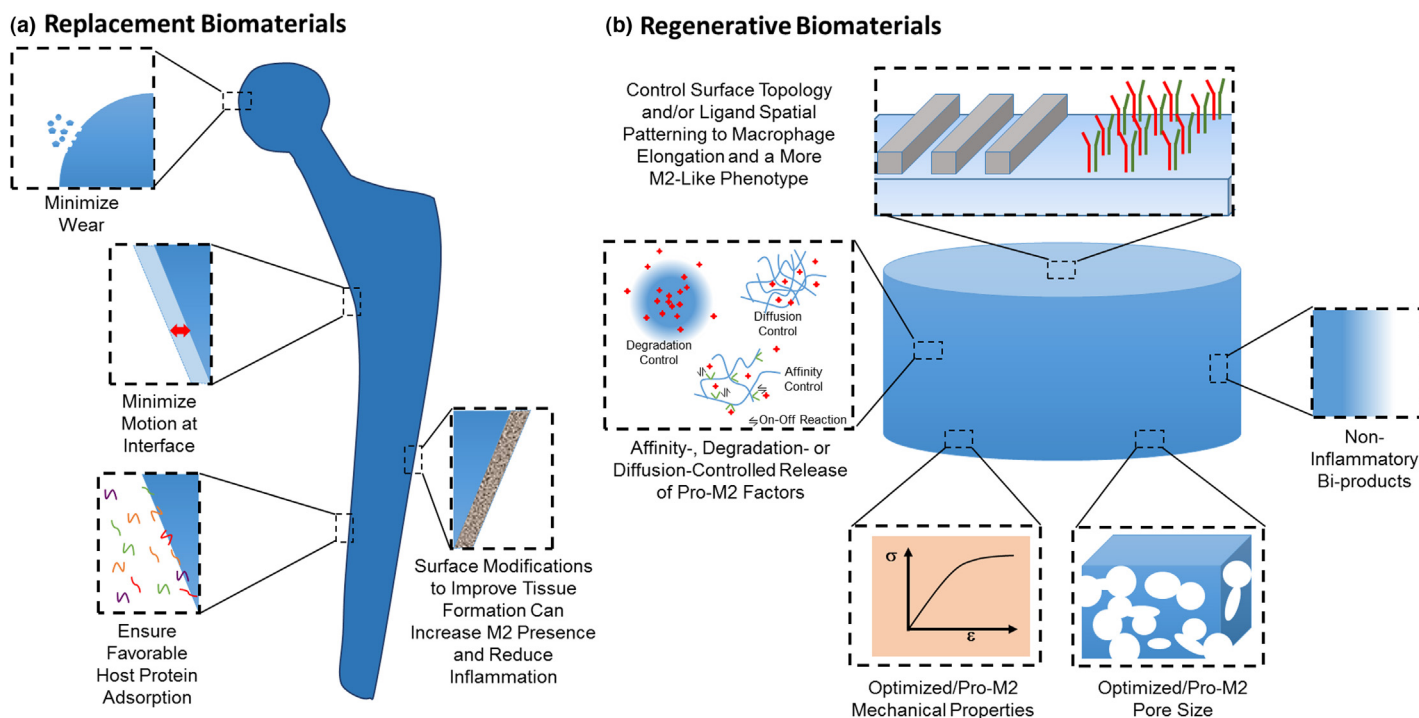 (a) Replacement Biomaterials
Minimize
Wear
Minimize
Motion at
Interface
Ensure
Favorable
Host Protein
Adsorption
Surface Modifications
to Improve Tissue
Formation Can
Increase M2 Presence
and Reduce
Inflammation
(b) Regenerative Biomaterials
Control Surface Topology
and/or Ligand Spatial
Patterning to Macrophage
Elongation and a More
M2-Like Phenotype
Degradation
Control
Diffusion
Control
Affinity
Control
⇋On-Off Reaction
Affinity-, Degradation- or
Diffusion-Controlled Release
of Pro-M2 Factors
Non-
Inflammatory
Bi-products
σ
ε
Optimized/Pro-M2
Mechanical Properties
Optimized/Pro-M2
Pore Size